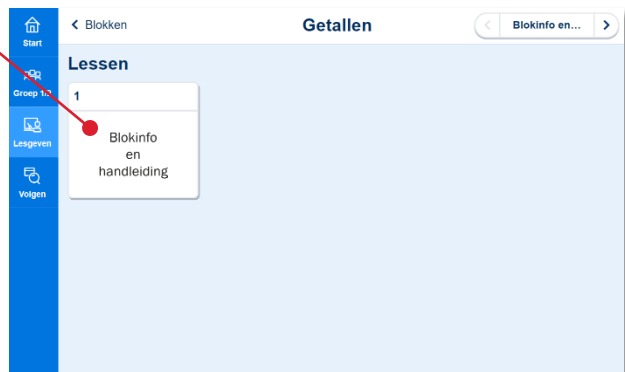 Start
Groep 1/2
Lesgeven
Volgen
Blokken
Getallen
Blokinfo en...
Lessen
1
Blokinfo
en
handleiding